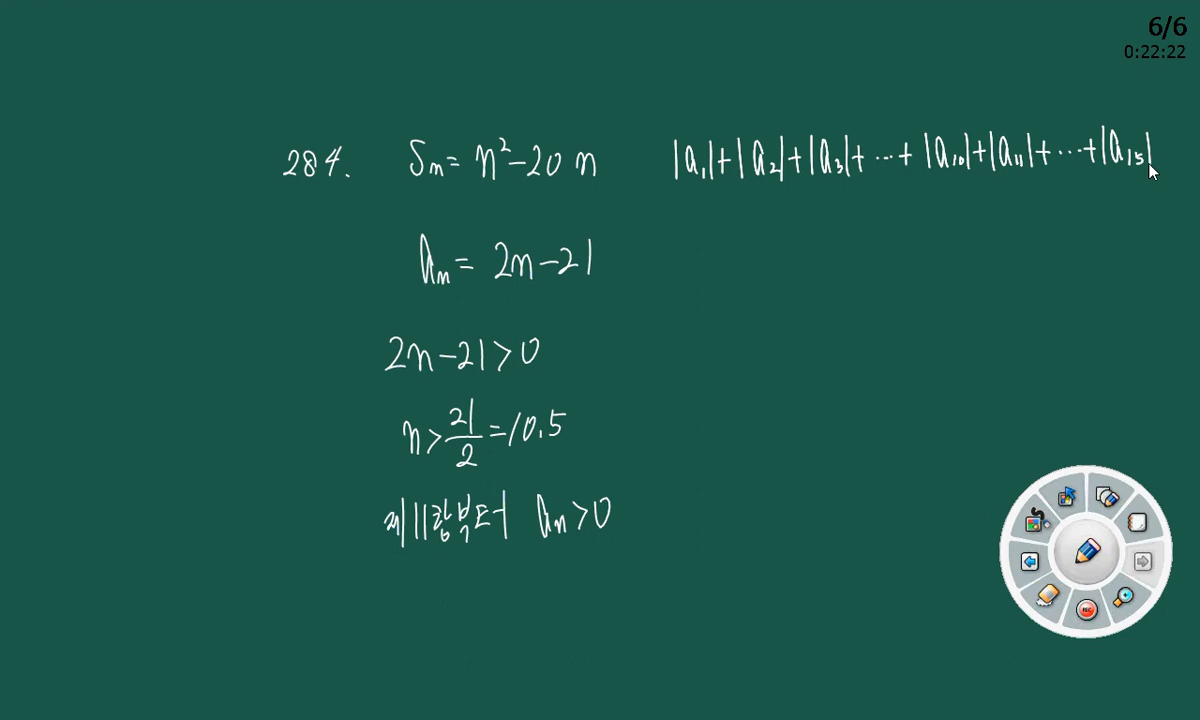 6/6
0:22:22
284. Sn = n² - 20n |a₁|+|a₂|+|a₃|+ ··· + |a₁₀|+|a₁₁|+ ··· +|a₁₅|
an = 2n-21
2n-21>0
n > 21/2 = 10.5
제11항부터 an>0
REC